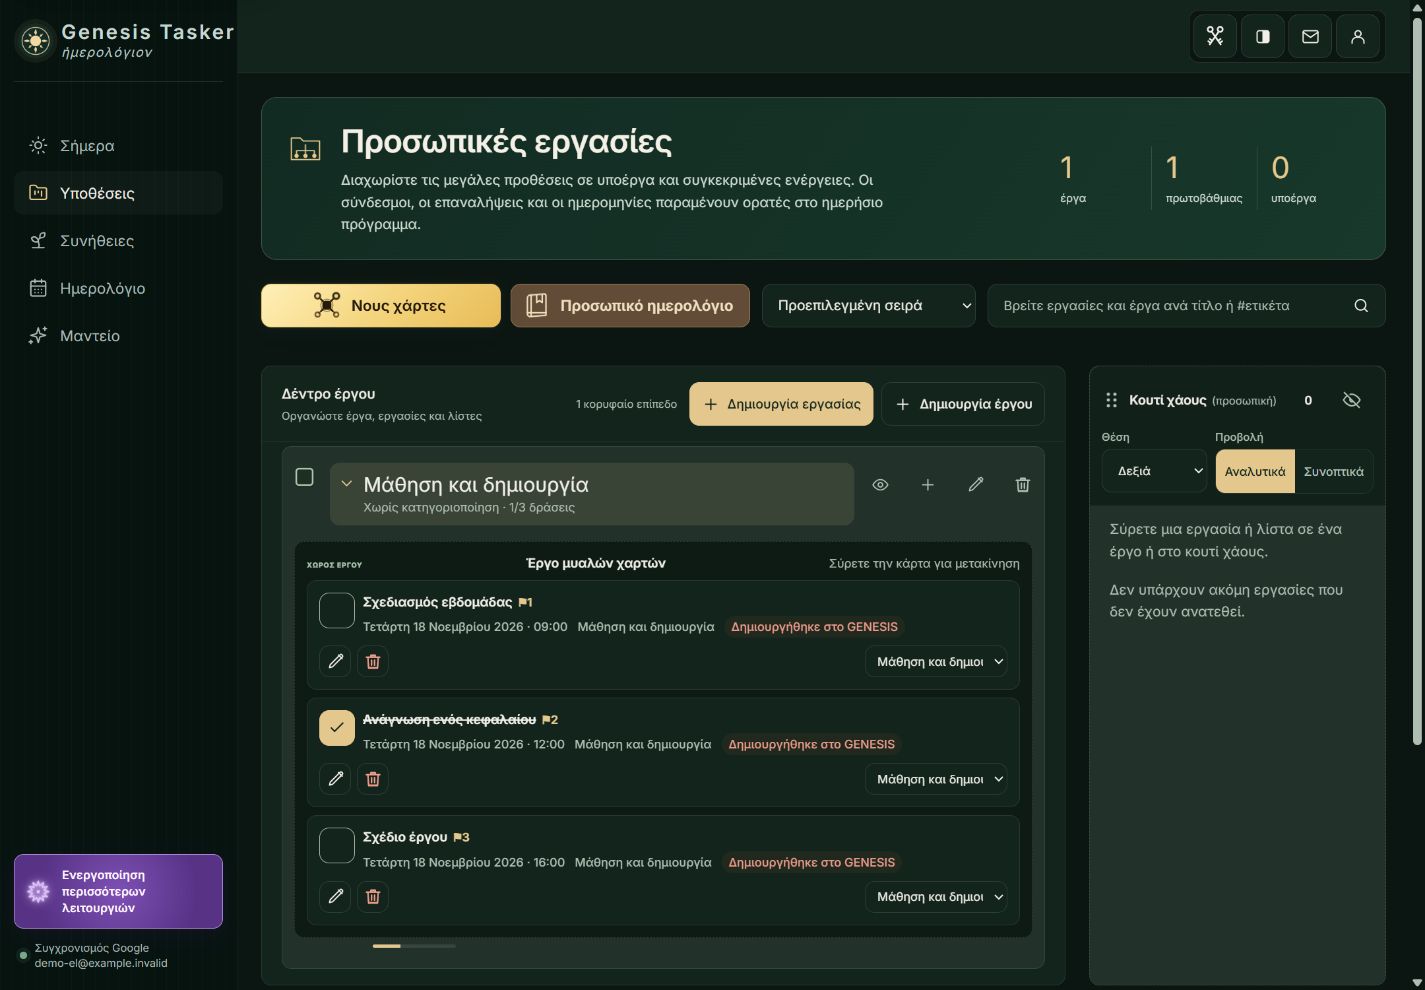 Genesis Tasker
ἡμερολόγιον
Σήμερα
Υποθέσεις
Συνήθειες
Ημερολόγιο
Μαντείο
Ενεργοποίηση
περισσότερων
λειτουργιών
Συγχρονισμός Google
demo-el@example.invalid
Προσωπικές εργασίες
Διαχωρίστε τις μεγάλες προθέσεις σε υποέργα και συγκεκριμένες ενέργειες. Οι
σύνδεσμοι, οι επαναλήψεις και οι ημερομηνίες παραμένουν ορατές στο ημερήσιο
πρόγραμμα.
1
έργα
1
πρωτοβάθμιας
0
υποέργα
Νους χάρτες
Προσωπικό ημερολόγιο
Προεπιλεγμένη σειρά
Βρείτε εργασίες και έργα ανά τίτλο ή #ετικέτα
Δέντρο έργου
Οργανώστε έργα, εργασίες και λίστες
1 κορυφαίο επίπεδο
Δημιουργία εργασίας
Δημιουργία έργου
Μάθηση και δημιουργία
Χωρίς κατηγοριοποίηση · 1/3 δράσεις
ΧΩΡΟΣ ΕΡΓΟΥ
Έργο μυαλών χαρτών
Σύρετε την κάρτα για μετακίνηση
Σχεδιασμός εβδομάδας 1
Τετάρτη 18 Νοεμβρίου 2026 · 09:00 Μάθηση και δημιουργία Δημιουργήθηκε στο GENESIS
Μάθηση και δημιοι
Ανάγνωση ενός κεφαλαίου 2
Τετάρτη 18 Νοεμβρίου 2026 · 12:00 Μάθηση και δημιουργία Δημιουργήθηκε στο GENESIS
Μάθηση και δημιοι
Σχέδιο έργου 3
Τετάρτη 18 Νοεμβρίου 2026 · 16:00 Μάθηση και δημιουργία Δημιουργήθηκε στο GENESIS
Μάθηση και δημιοι
Κουτί χάους (προσωπική) 0
Θέση
Προβολή
Δεξιά
Αναλυτικά
Συνοπτικά
Σύρετε μια εργασία ή λίστα σε ένα
έργο ή στο κουτί χάους.
Δεν υπάρχουν ακόμη εργασίες που
δεν έχουν ανατεθεί.